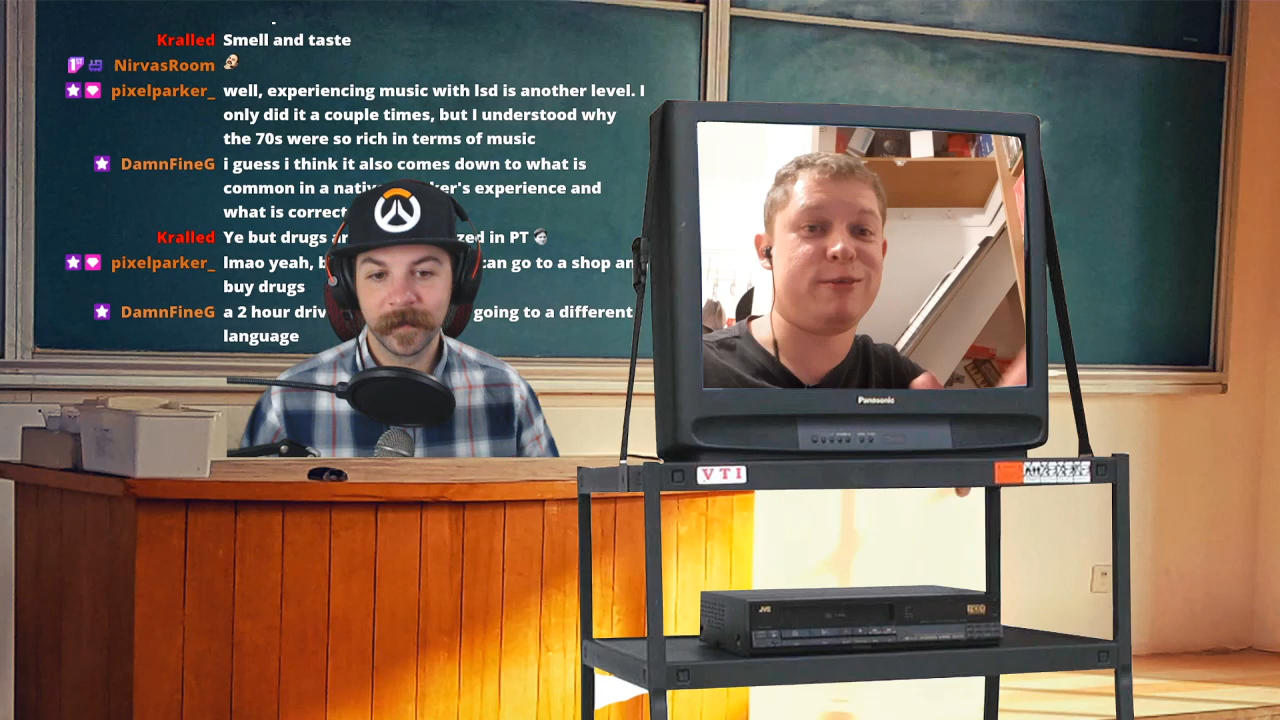 Kralled Smell and taste
NirvasRoom
pixelparker_ well, experiencing music with lsd is another level. I
only did it a couple times, but I understood why
the 70s were so rich in terms of music
DamnFineG i guess i think it also comes down to what is
common in a 's experience and
what is correct
Kralled Ye but drugs in PT
pixelparker_ lmao yeah, can go to a shop an
buy drugs
DamnFineG a 2 hour going to a different
language
Panasonic
VTI
JVC